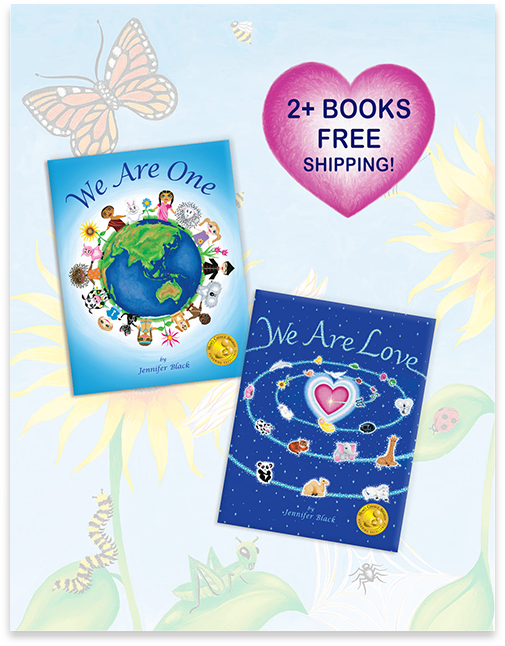 2+ BOOKS
FREE
SHIPPING!
We Are One
by
Jennifer Black
We Are Love
by
Jennifer Black